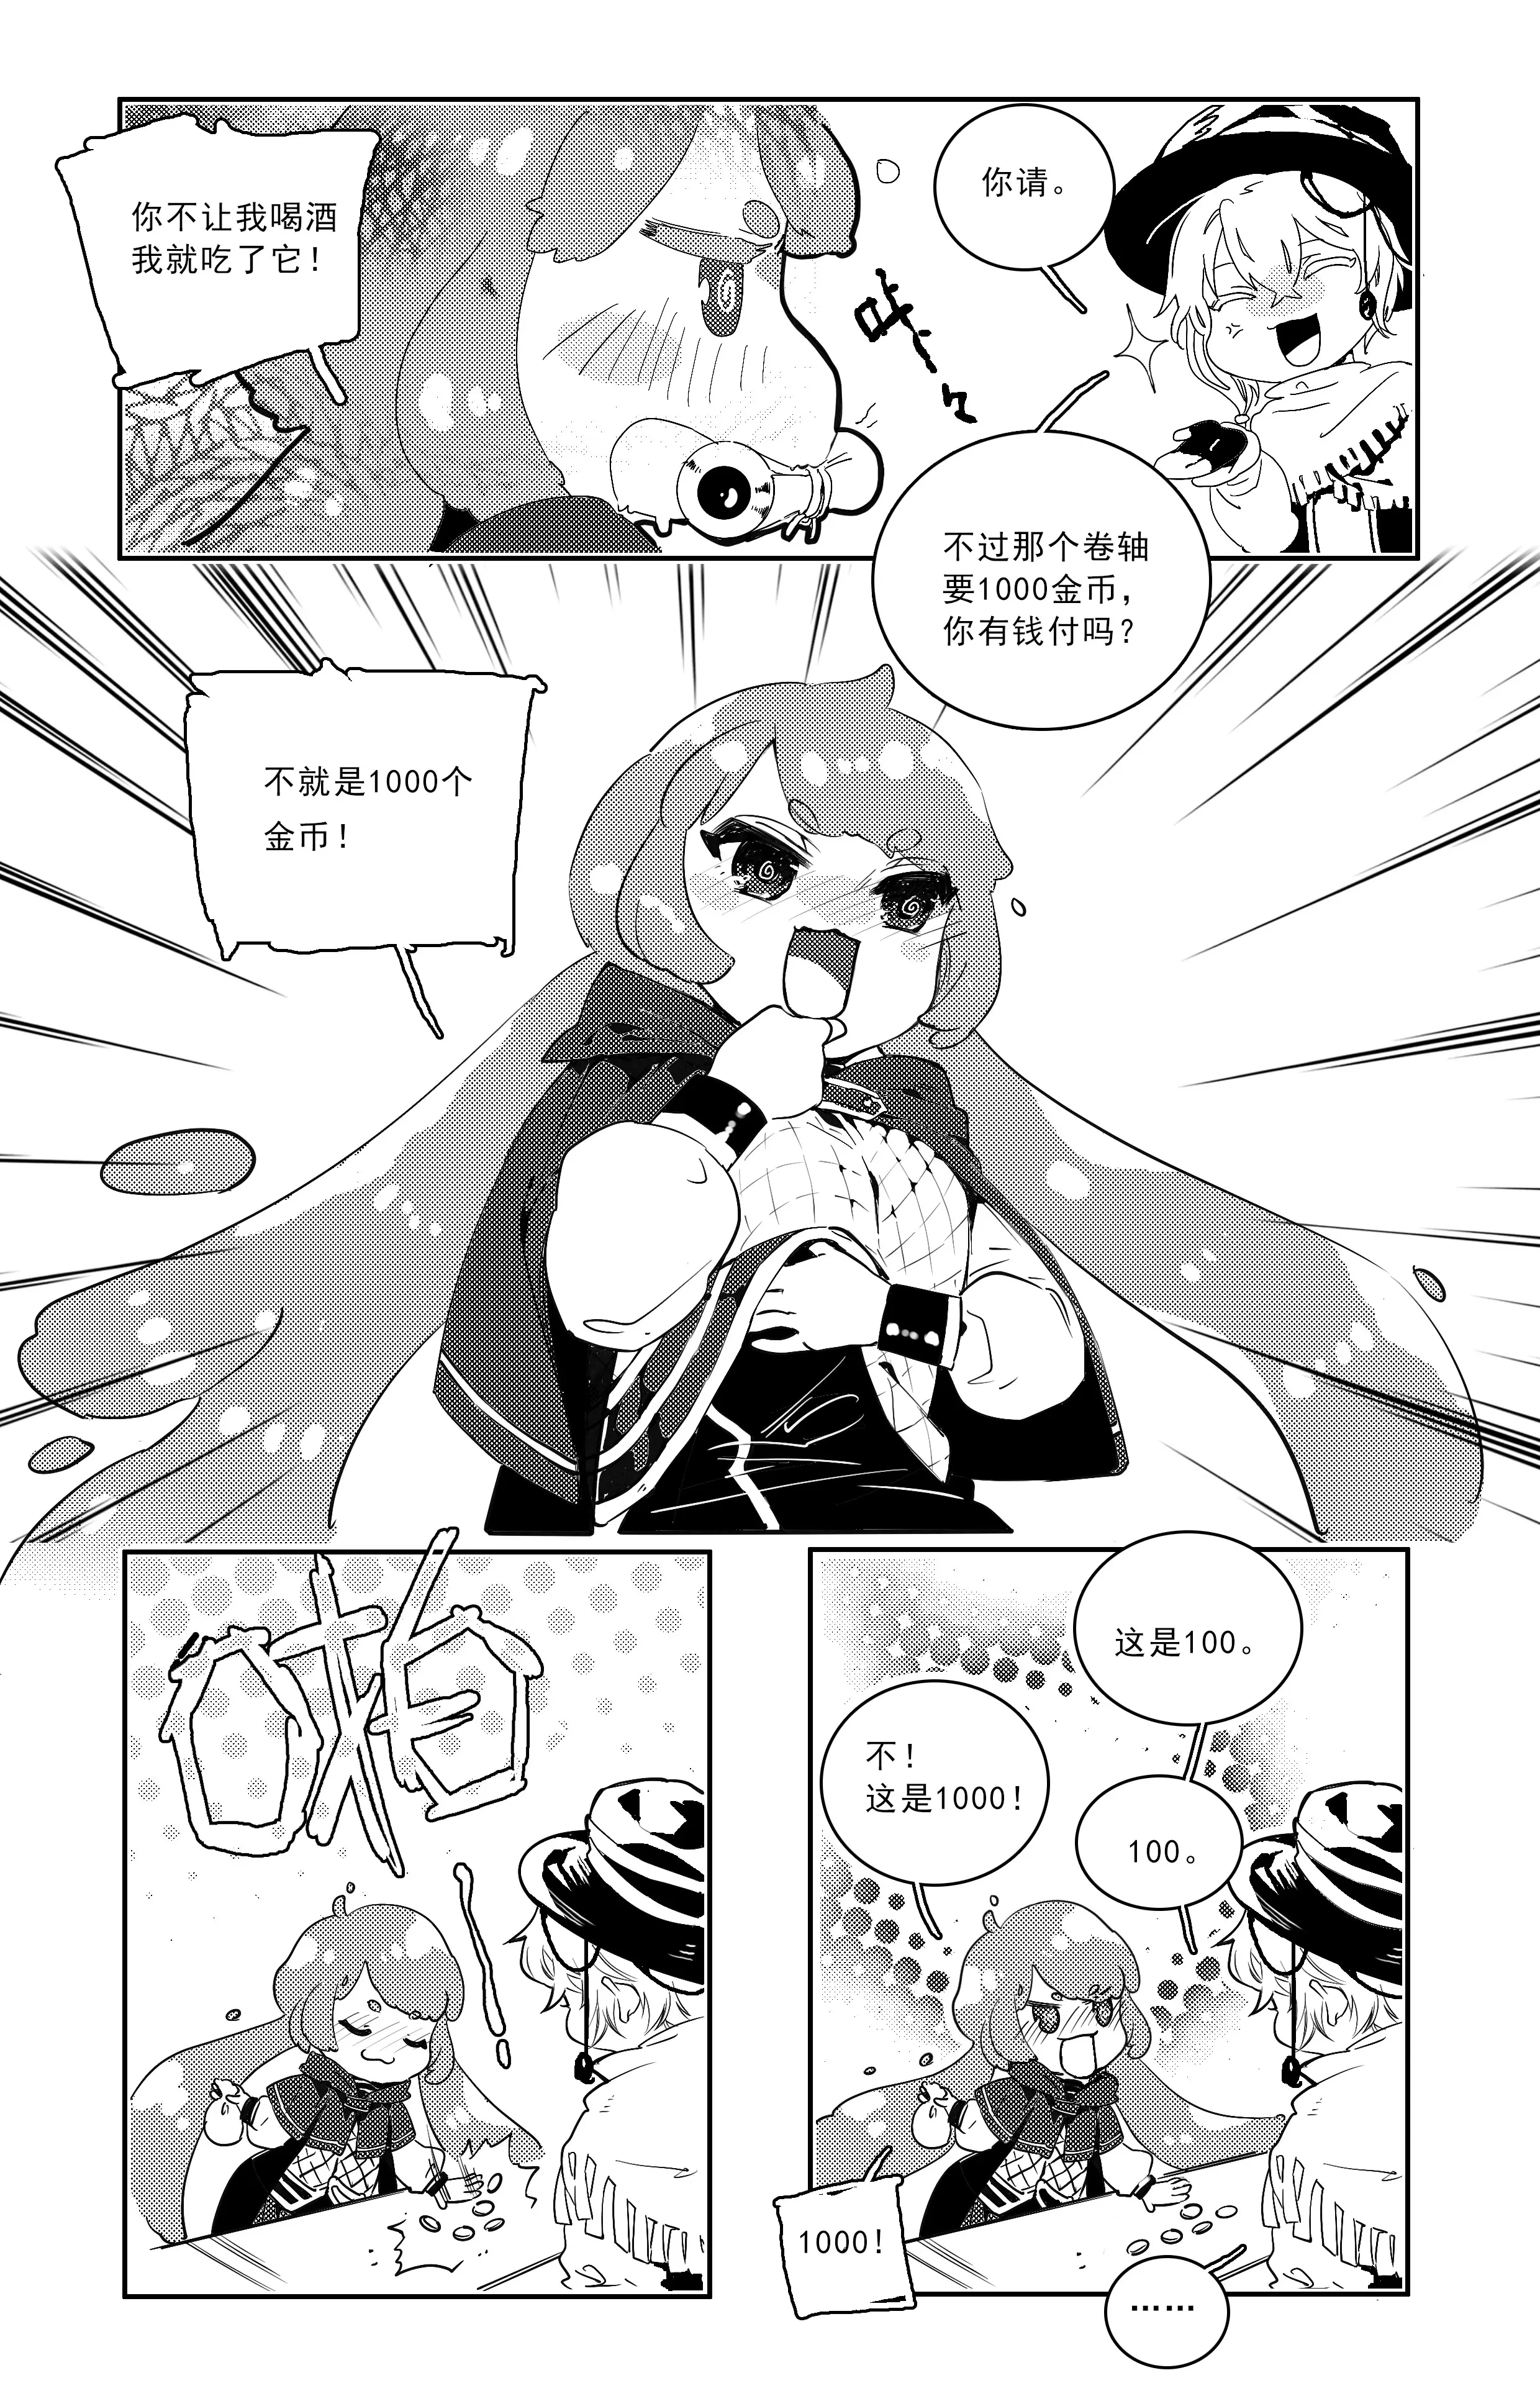 你不让我喝酒
我就吃了它！
你请。
不过那个卷轴
要1000金币，
你有钱付吗？
不就是1000个
金币！
啪！
这是100。
不！
这是1000！
100。
1000！
……